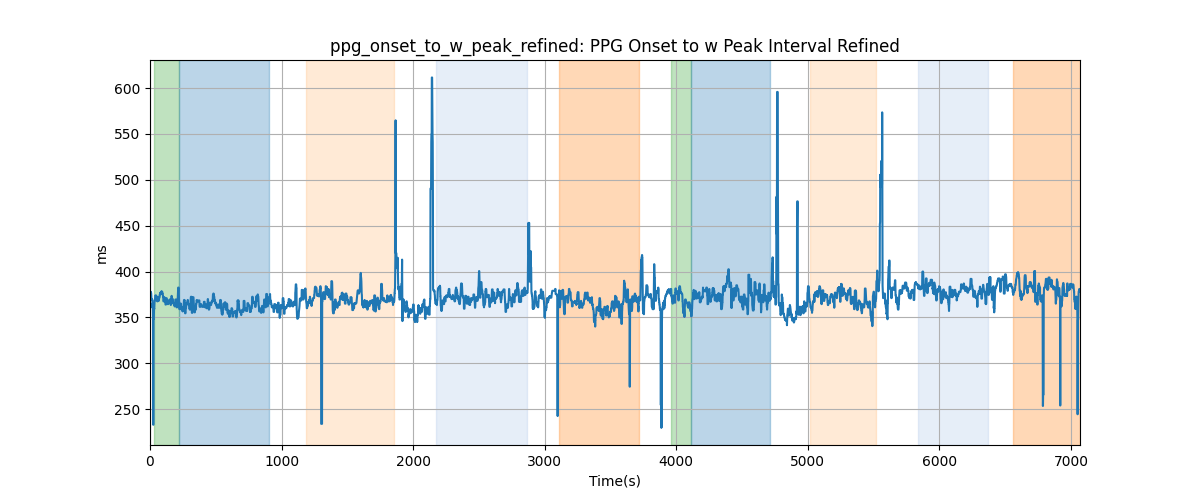 ppg_onset_to_w_peak_refined: PPG Onset to w Peak Interval Refined
600
550
500
450
400
350
300
250
ms
0 1000 2000 3000 4000 5000 6000 7000
Time(s)